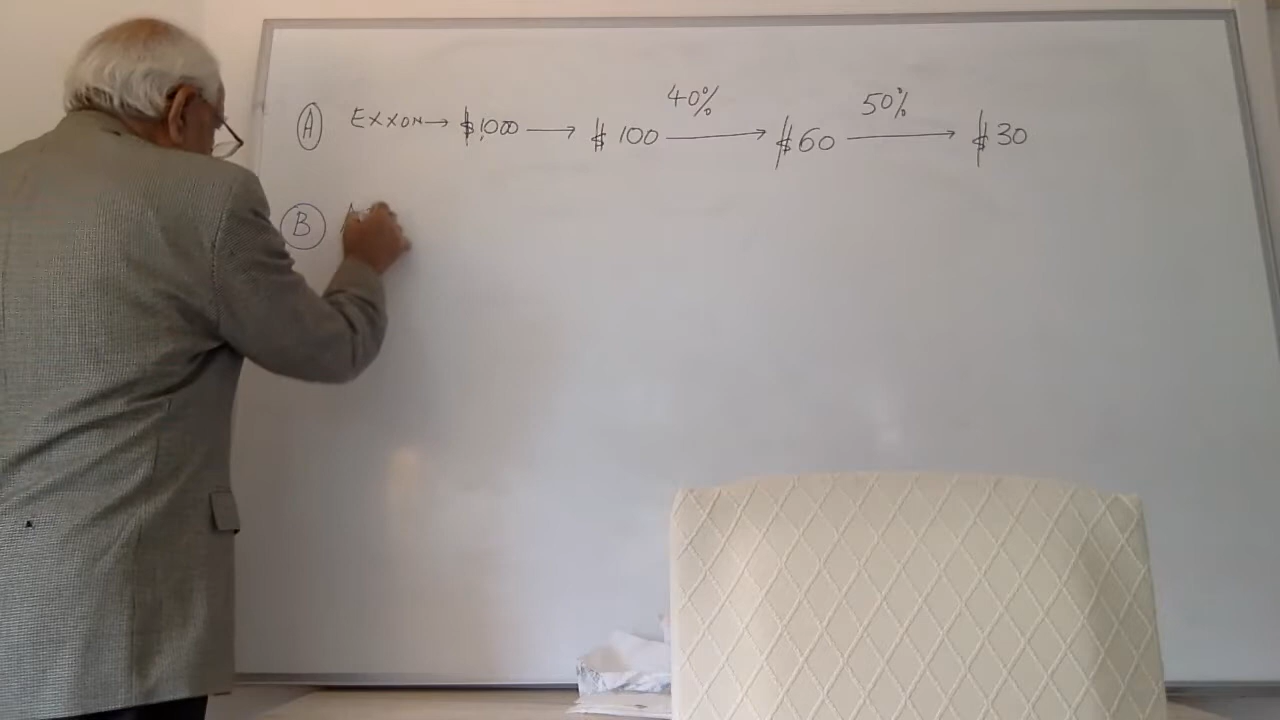 40% 50%
A EXXON → $1,000 → $ 100 → $60 → $30
B